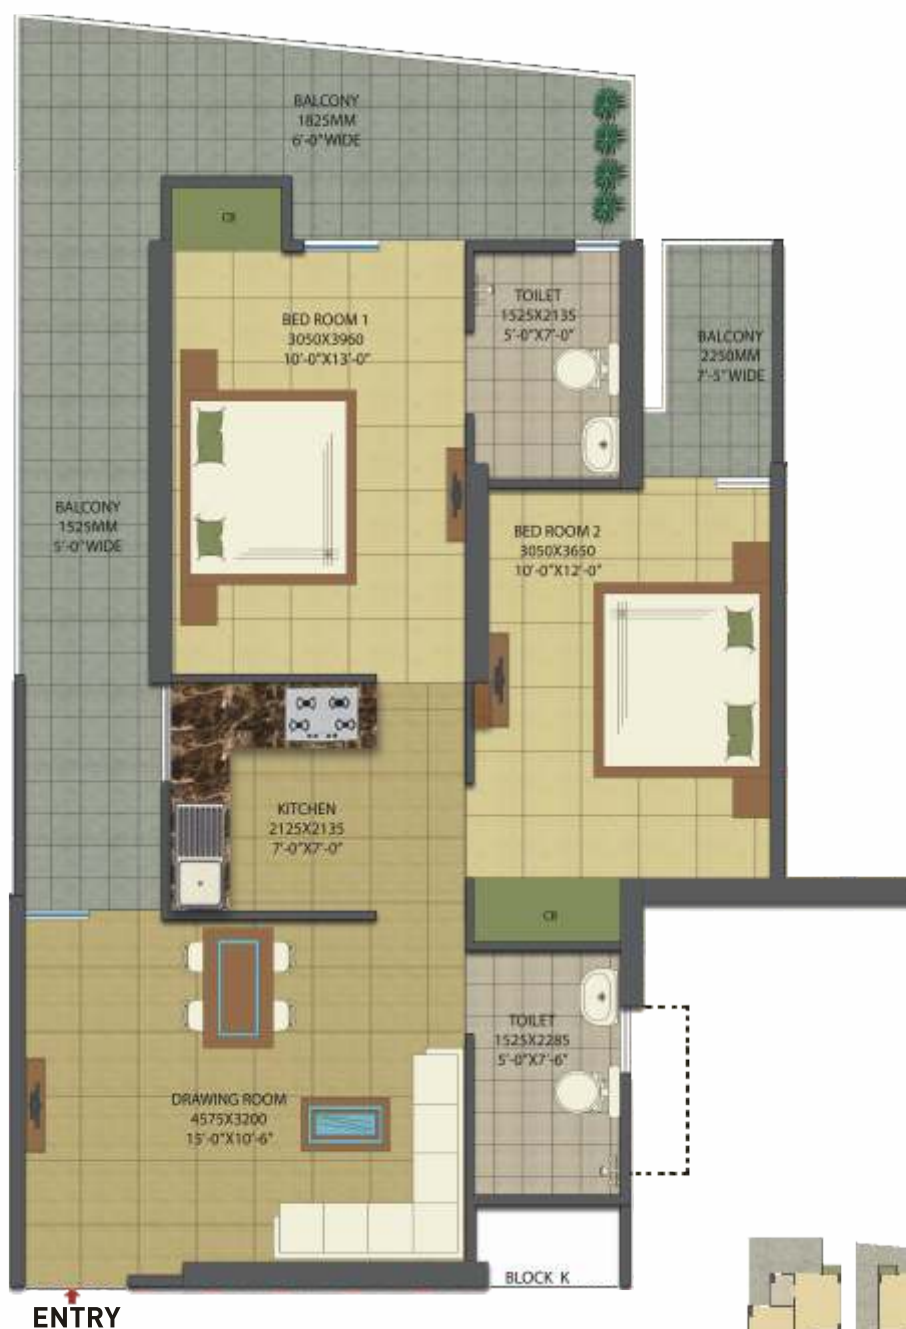 BALCONY
1825MM
6'-0"WIDE
CB
BED ROOM 1
3050X3960
10'-0"X13'-0"
TOILET
1525X2135
5'-0"X7'-0"
BALCONY
2250MM
7'-5"WIDE
BALCONY
1525MM
5'-0"WIDE
BED ROOM 2
3050X3650
10'-0"X12'-0"
KITCHEN
2125X2135
7'-0"X7'-0"
CB
TOILET
1525X2285
5'-0"X7'-6"
DRAWING ROOM
4575X3200
15'-0"X10'-6"
BLOCK K
ENTRY